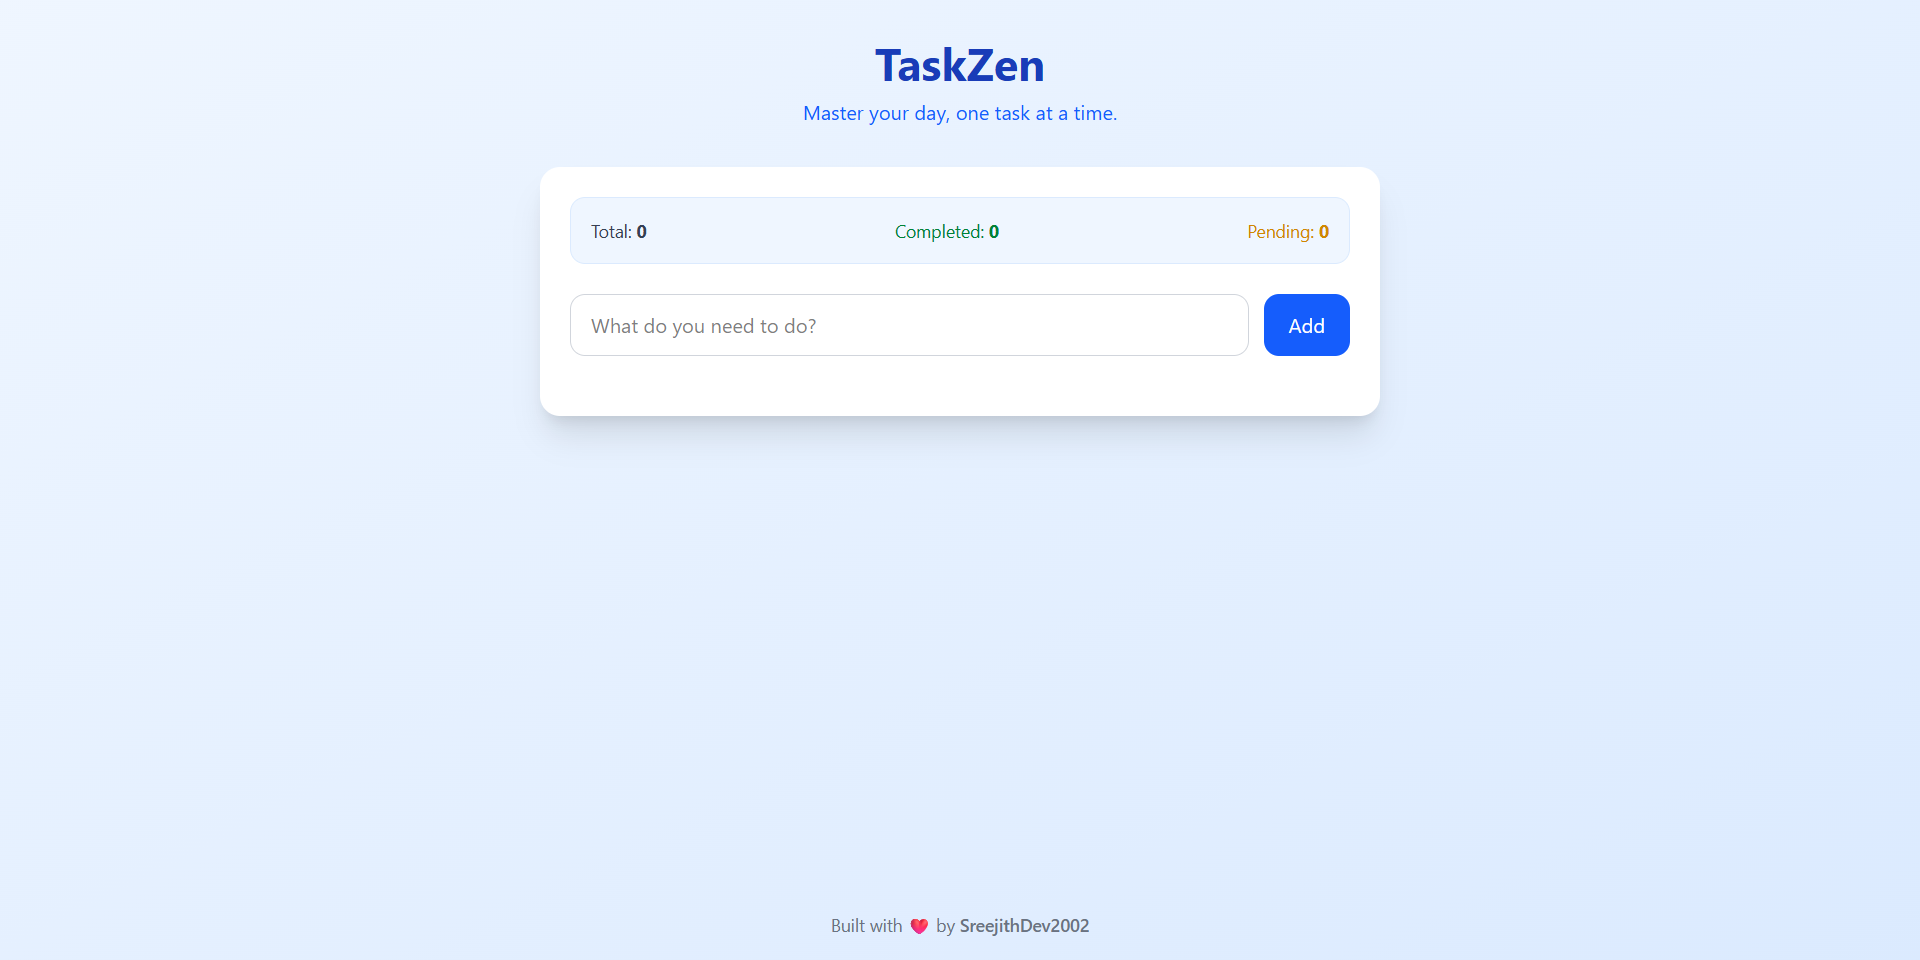 TaskZen
Master your day, one task at a time.
Total: 0 Completed: 0 Pending: 0
What do you need to do? Add
Built with ❤️ by SreejithDev2002